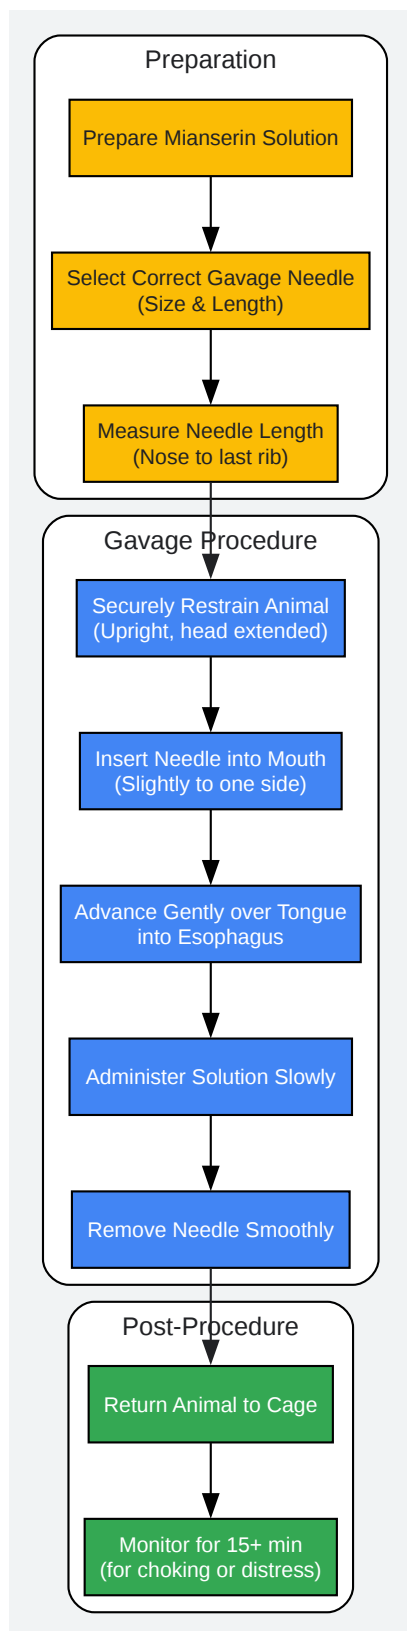 Preparation
Prepare Mianserin Solution
Select Correct Gavage Needle
(Size & Length)
Measure Needle Length
(Nose to last rib)
Gavage Procedure
Securely Restrain Animal
(Upright, head extended)
Insert Needle into Mouth
(Slightly to one side)
Advance Gently over Tongue
into Esophagus
Administer Solution Slowly
Remove Needle Smoothly
Post-Procedure
Return Animal to Cage
Monitor for 15+ min
(for choking or distress)